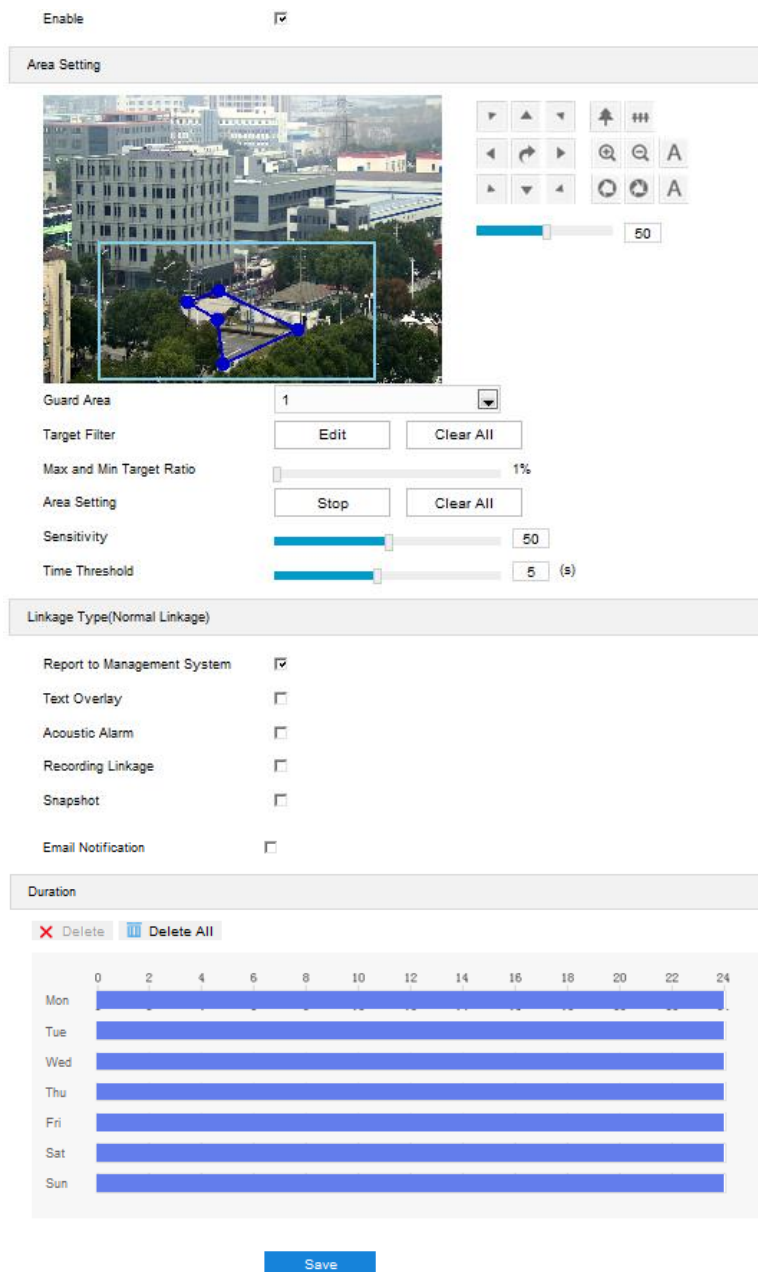 Enable
Area Setting
A
A
50
Guard Area 1
Target Filter Edit Clear All
Max and Min Target Ratio 1%
Area Setting Stop Clear All
Sensitivity 50
Time Threshold 5 (s)
Linkage Type(Normal Linkage)
Report to Management System
Text Overlay
Acoustic Alarm
Recording Linkage
Snapshot
Email Notification
Duration
Delete Delete All
0 2 4 6 8 10 12 14 16 18 20 22 24
Mon
Tue
Wed
Thu
Fri
Sat
Sun
Save